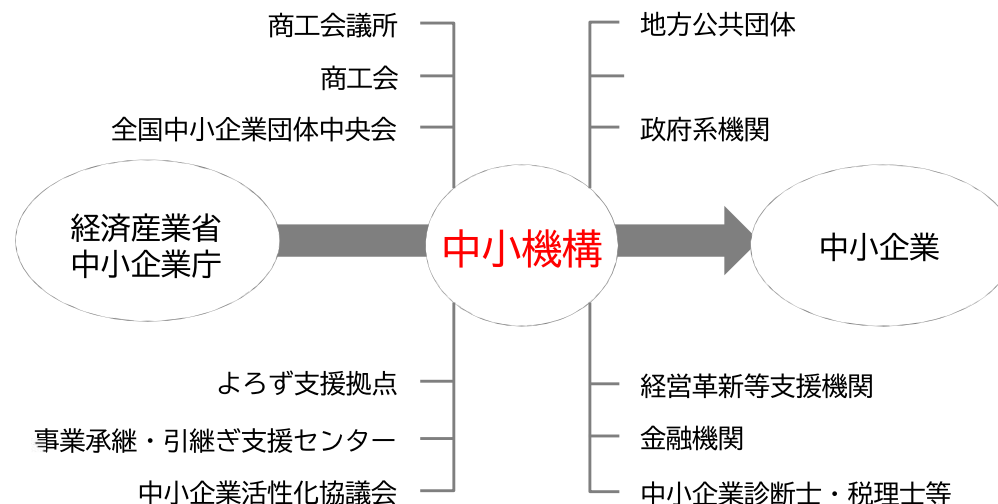 商工会議所
商工会
全国中小企業団体中央会
地方公共団体
政府系機関
経済産業省
中小企業庁
中小機構
中小企業
よろず支援拠点
事業承継・引継ぎ支援センター
中小企業活性化協議会
経営革新等支援機関
金融機関
中小企業診断士・税理士等